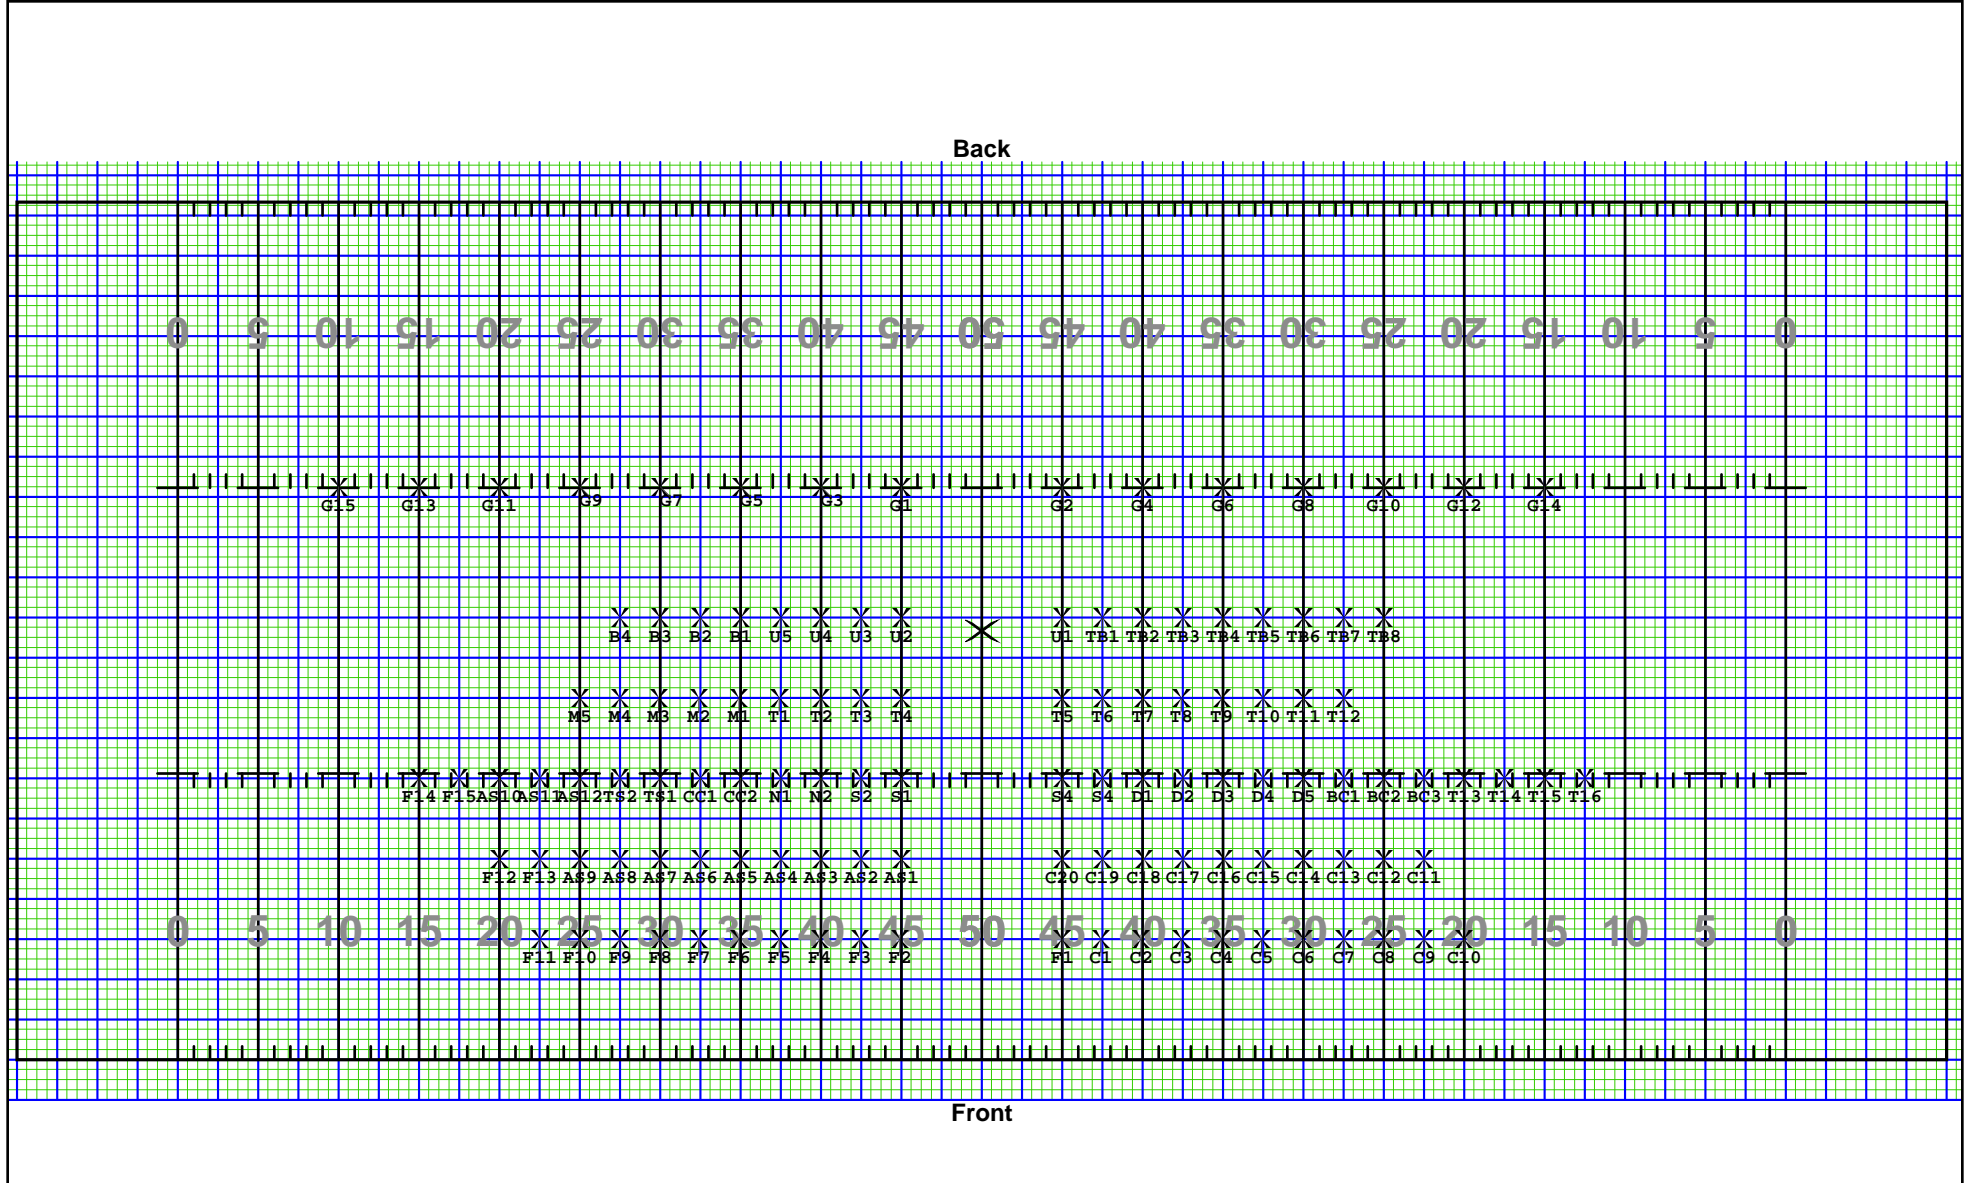 Back
0 5 10 15 20 25 30 35 40 45 50 45 40 35 30 25 20 15 10 5 0
G15 G13 G11 G9 G7 G5 G3 G1 G2 G4 G6 G8 G10 G12 G14
B4 B3 B2 B1 U5 U4 U3 U2 U1 TB1 TB2 TB3 TB4 TB5 TB6 TB7 TB8
M5 M4 M3 M2 M1 T1 T2 T3 T4 T5 T6 T7 T8 T9 T10 T11 T12
F14 F15 AS10 AS11 AS12 TS2 TS1 CC1 CC2 N1 N2 S2 S1 S4 S4 D1 D2 D3 D4 D5 BC1 BC2 BC3 T13 T14 T15 T16
F12 F13 AS9 AS8 AS7 AS6 AS5 AS4 AS3 AS2 AS1 C20 C19 C18 C17 C16 C15 C14 C13 C12 C11
0 5 10 15 20 25 30 35 40 45 50 45 40 35 30 25 20 15 10 5 0
F11 F10 F9 F8 F7 F6 F5 F4 F3 F2 F1 C1 C2 C3 C4 C5 C6 C7 C8 C9 C10
Front